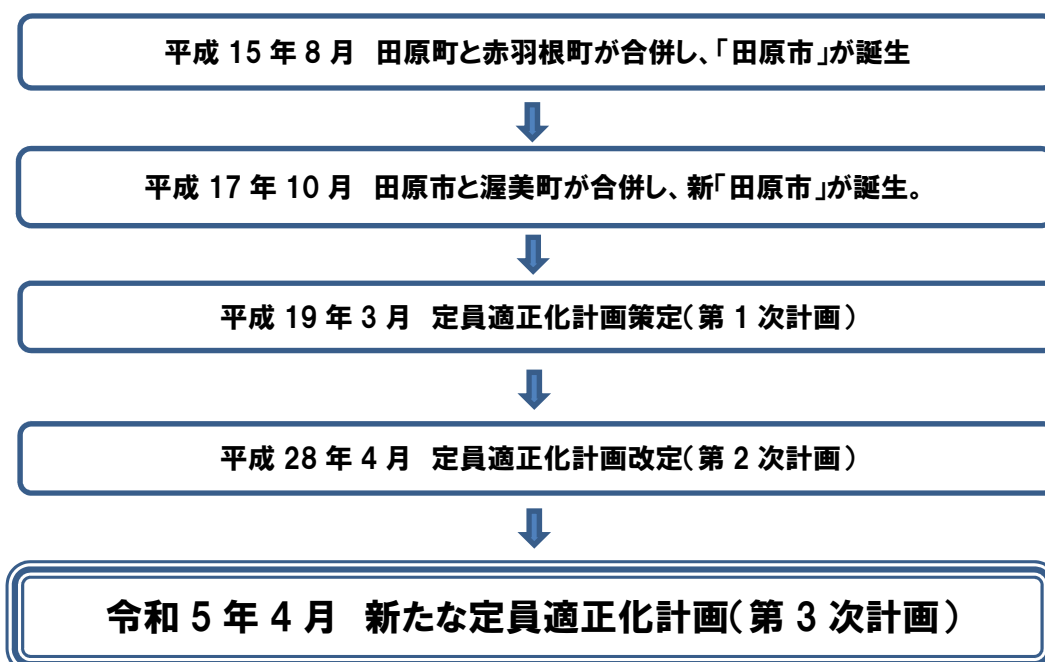 平成 15 年 8 月　田原町と赤羽根町が合併し、「田原市」が誕生
平成 17 年 10 月　田原市と渥美町が合併し、新「田原市」が誕生。
平成 19 年 3 月　定員適正化計画策定（第 1 次計画）
平成 28 年 4 月　定員適正化計画改定（第 2 次計画）
令和 5 年 4 月　新たな定員適正化計画（第 3 次計画）